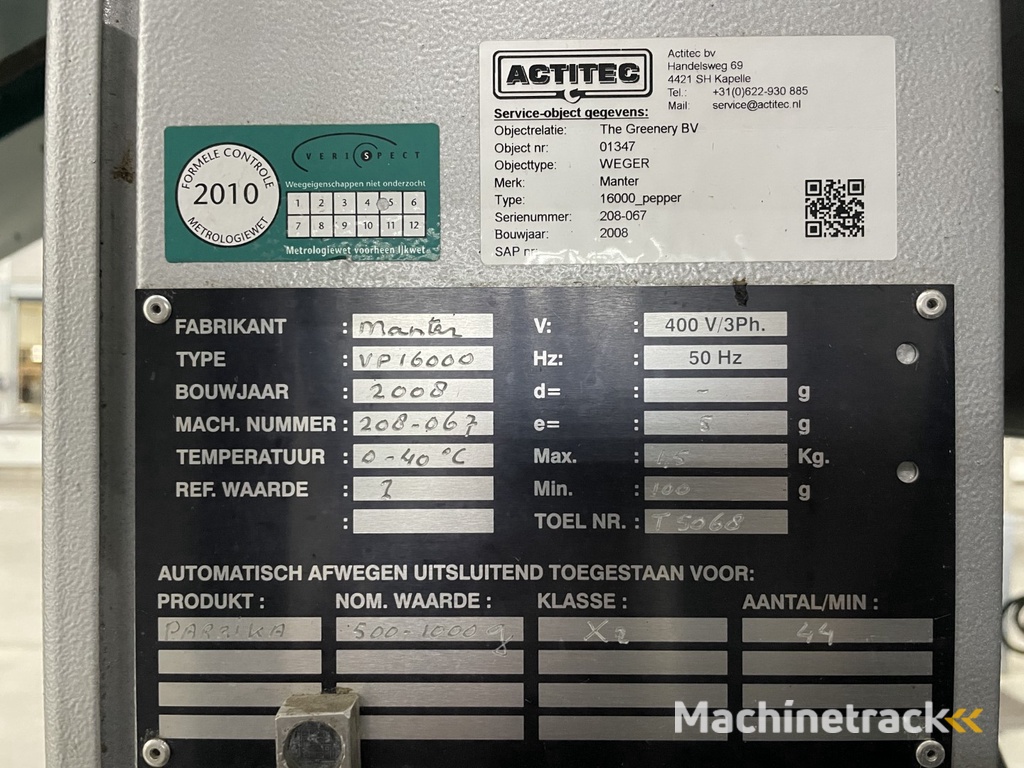 ACTITEC
Actitec bv
Handelsweg 69
4421 SH Kapelle
Tel.: +31(0)622-930 885
Mail: service@actitec.nl
Service-object gegevens:
Objectrelatie: The Greenery BV
Object nr: 01347
Objecttype: WEGER
Merk: Manter
Type: 16000_pepper
Serienummer: 208-067
Bouwjaar: 2008
SAP nr:
FORMELE CONTROLE
2010
METROLOGIEWET
VERISPECT
Weegeigenschappen niet onderzocht
1 2 3 4 5 6
7 8 9 10 11 12
Metrologiewet voorheen IJkwet
FABRIKANT : Manter V: : 400 V/3Ph.
TYPE : VP16000 Hz: : 50 Hz
BOUWJAAR : 2008 d= : - g
MACH. NUMMER : 208-067 e= : 5 g
TEMPERATUUR : 0-40°C Max. : 1,5 Kg.
REF. WAARDE : 1 Min. : 100 g
: TOEL NR. : T5068
AUTOMATISCH AFWEGEN UITSLUITEND TOEGESTAAN VOOR:
PRODUKT : NOM. WAARDE : KLASSE : AANTAL/MIN :
PAPRIKA 500-1000g X2 44
Machinetrack